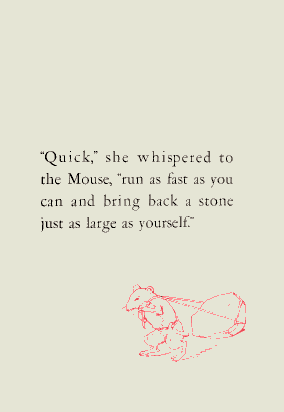 “Quick,” she whispered to
the Mouse, “run as fast as you
can and bring back a stone
just as large as yourself.”